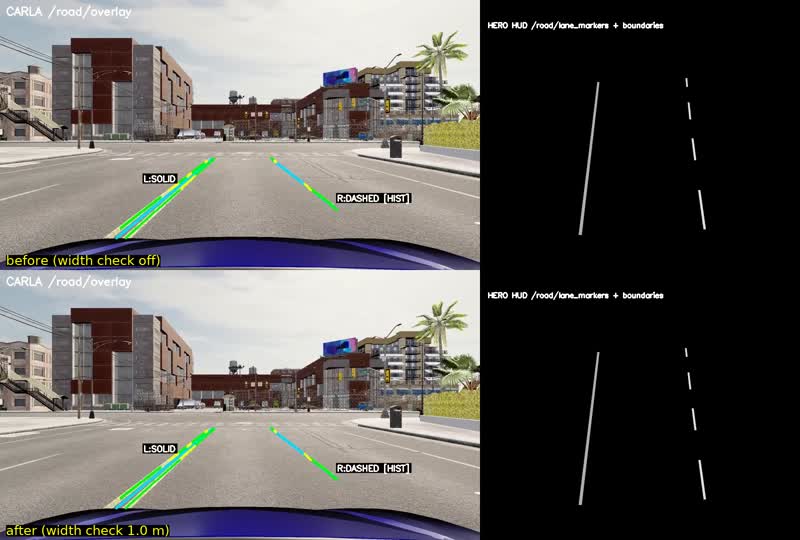 CARLA /road/overlay
HERO HUD /road/lane_markers + boundaries
L:SOLID
R:DASHED [HIST]
before (width check off)
CARLA /road/overlay
HERO HUD /road/lane_markers + boundaries
L:SOLID
R:DASHED [HIST]
after (width check 1.0 m)